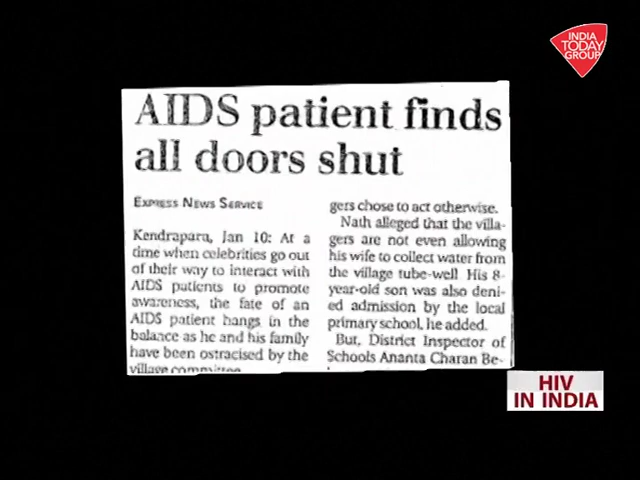 INDIA
TODAY
GROUP
AIDS patient finds
all doors shut
EXPRESS NEWS SERVICE
Kendrapara, Jan 10: At a
time when celebrities go out
of their way to interact with
AIDS patients to promote
awareness, the fate of an
AIDS patient hangs in the
balance as he and his family
have been ostracised by the
village committee
gers chose to act otherwise.
Nath alleged that the villa-
gers are not even allowing
his wife to collect water from
the village tube-well. His 8-
year-old son was also deni-
ed admission by the local
primary school, he added.
But, District Inspector of
Schools Ananta Charan Be-
HIV
IN INDIA